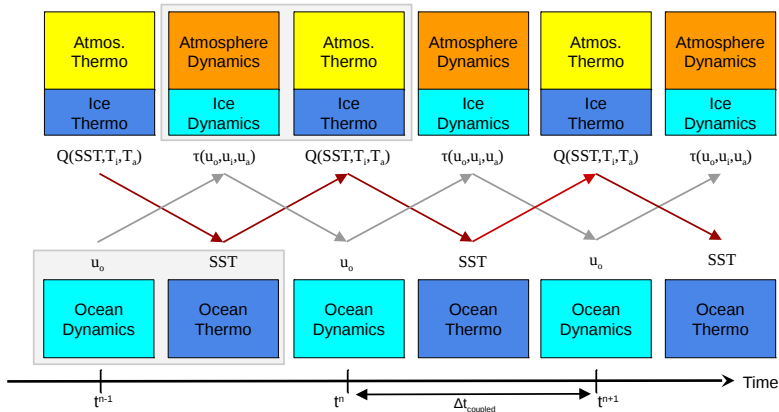 Atmos. Thermo
Atmosphere Dynamics
Atmos. Thermo
Atmosphere Dynamics
Atmos. Thermo
Atmosphere Dynamics
Ice Thermo
Ice Dynamics
Ice Thermo
Ice Dynamics
Ice Thermo
Ice Dynamics
Q(SST,Tᵢ,Tₐ)
τ(uₒ,uᵢ,uₐ)
Q(SST,Tᵢ,Tₐ)
τ(uₒ,uᵢ,uₐ)
Q(SST,Tᵢ,Tₐ)
τ(uₒ,uᵢ,uₐ)
uₒ
SST
uₒ
SST
uₒ
SST
Ocean Dynamics
Ocean Thermo
Ocean Dynamics
Ocean Thermo
Ocean Dynamics
Ocean Thermo
Time
tⁿ⁻¹
tⁿ
Δt_coupled
tⁿ⁺¹